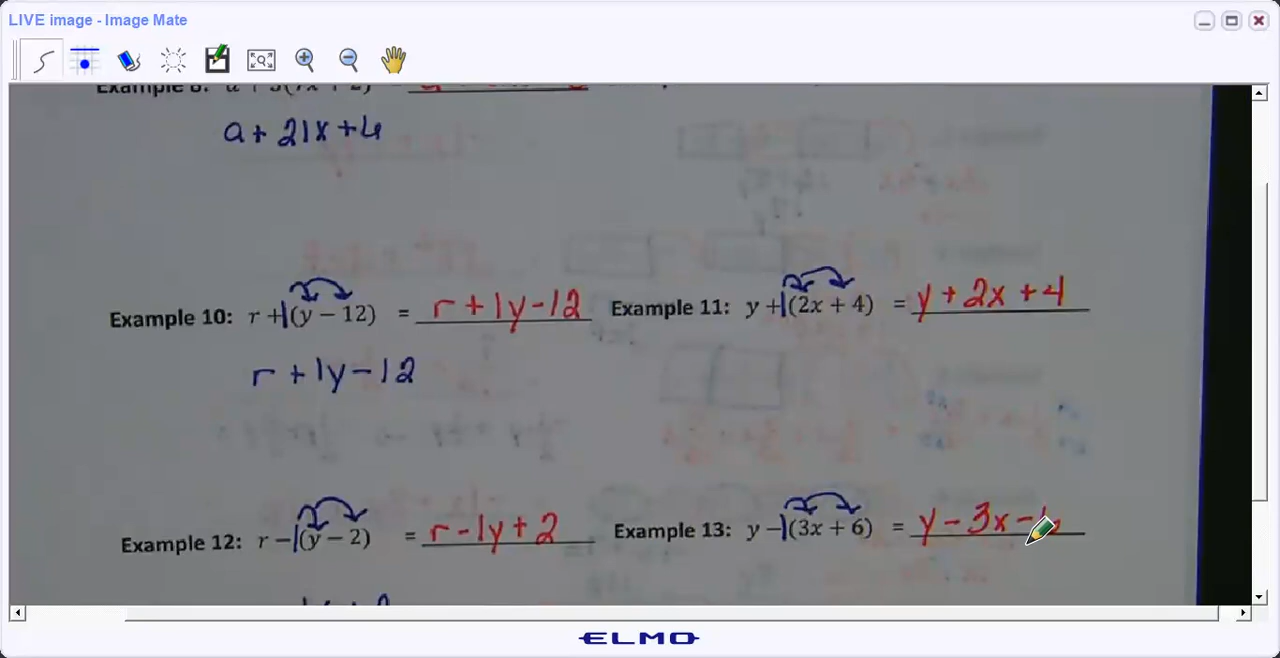 LIVE image - Image Mate
a + 21x + 6
Example 10: r +1(y − 12) = r + 1y - 12
Example 11: y +1(2x + 4) = y + 2x + 4
r + 1y - 12
Example 12: r −1(y − 2) = r - 1y + 2
Example 13: y −1(3x + 6) = y - 3x -
ELMO